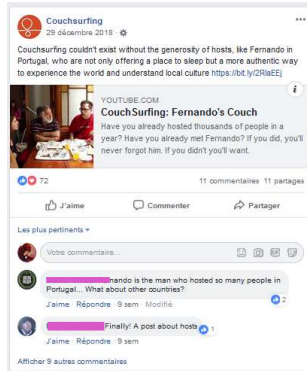 Couchsurfing
29 décembre 2018 ·
Couchsurfing couldn't exist without the generosity of hosts, like Fernando in
Portugal, who are not only offering a place to sleep but a more authentic way
to experience the world and understand local culture https://bit.ly/2RlaEEj
YOUTUBE.COM
CouchSurfing: Fernando's Couch
Have you already hosted thousands of people in a
year? Have you already met Fernando? If you did, you'll
never forgot him. If you didn't you'll want.
72
11 commentaires 11 partages
J'aime Commenter Partager
Les plus pertinents
Votre commentaire...
nando is the man who hosted so many people in
Portugal... What about other countries?
2
J'aime · Répondre · 9 sem · Modifié
Finally! A post about hosts
1
J'aime · Répondre · 9 sem
Afficher 9 autres commentaires